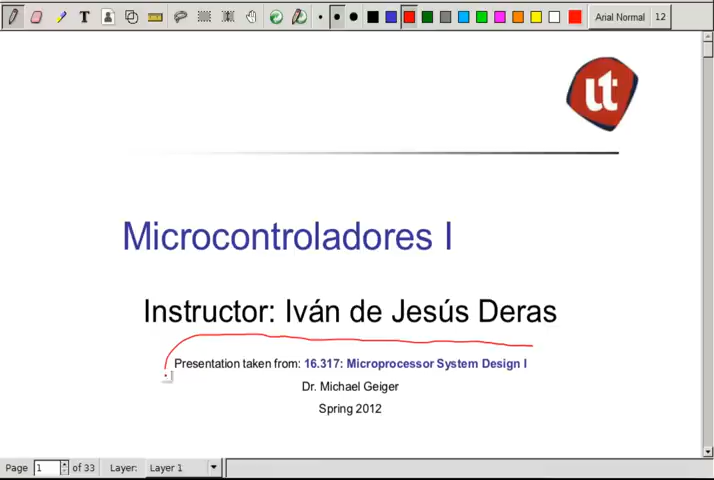 T
Arial Normal 12
ut
Microcontroladores I
Instructor: Iván de Jesús Deras
Presentation taken from: 16.317: Microprocessor System Design I
Dr. Michael Geiger
Spring 2012
Page 1 of 33 Layer: Layer 1